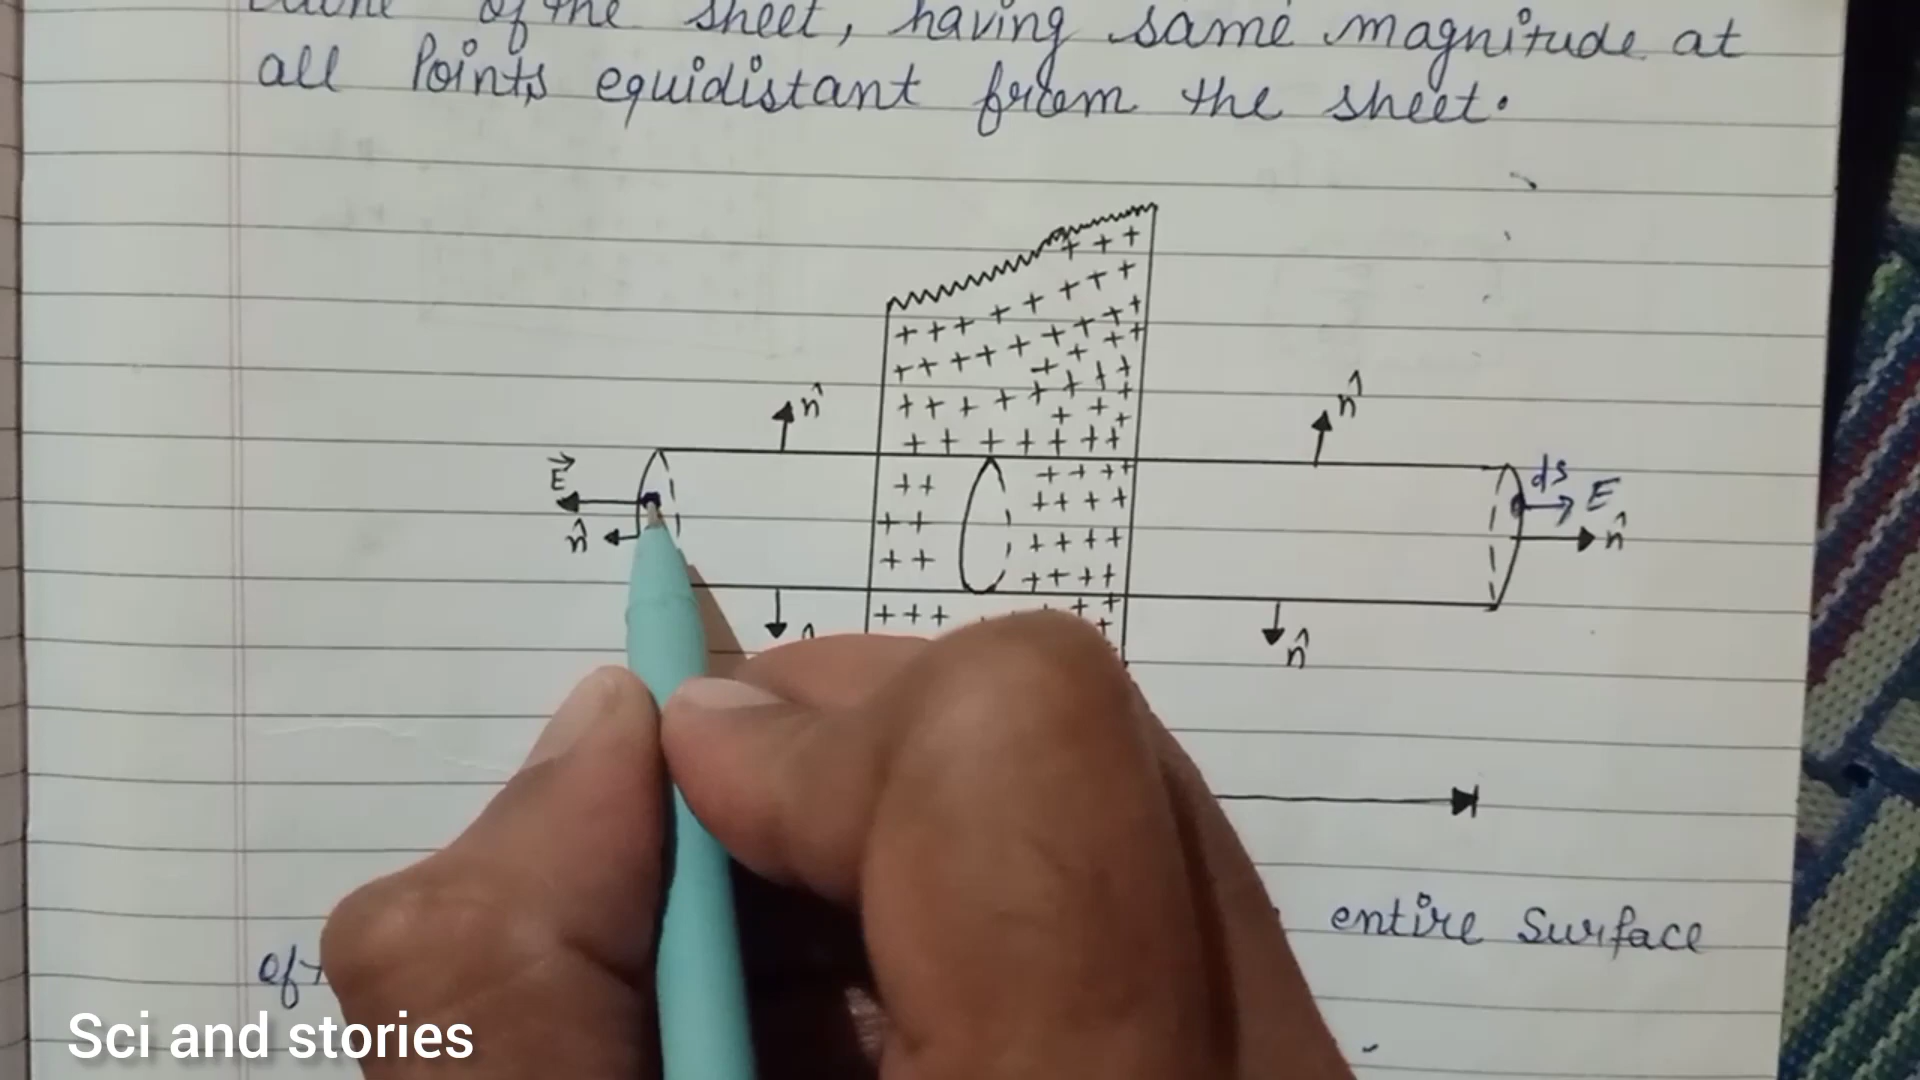 of the sheet, having same magnitude at
all Points equidistant from the sheet.
n̂
n̂
E⃗
ds
E
n̂
n̂
n̂
entire Surface
of
Sci and stories